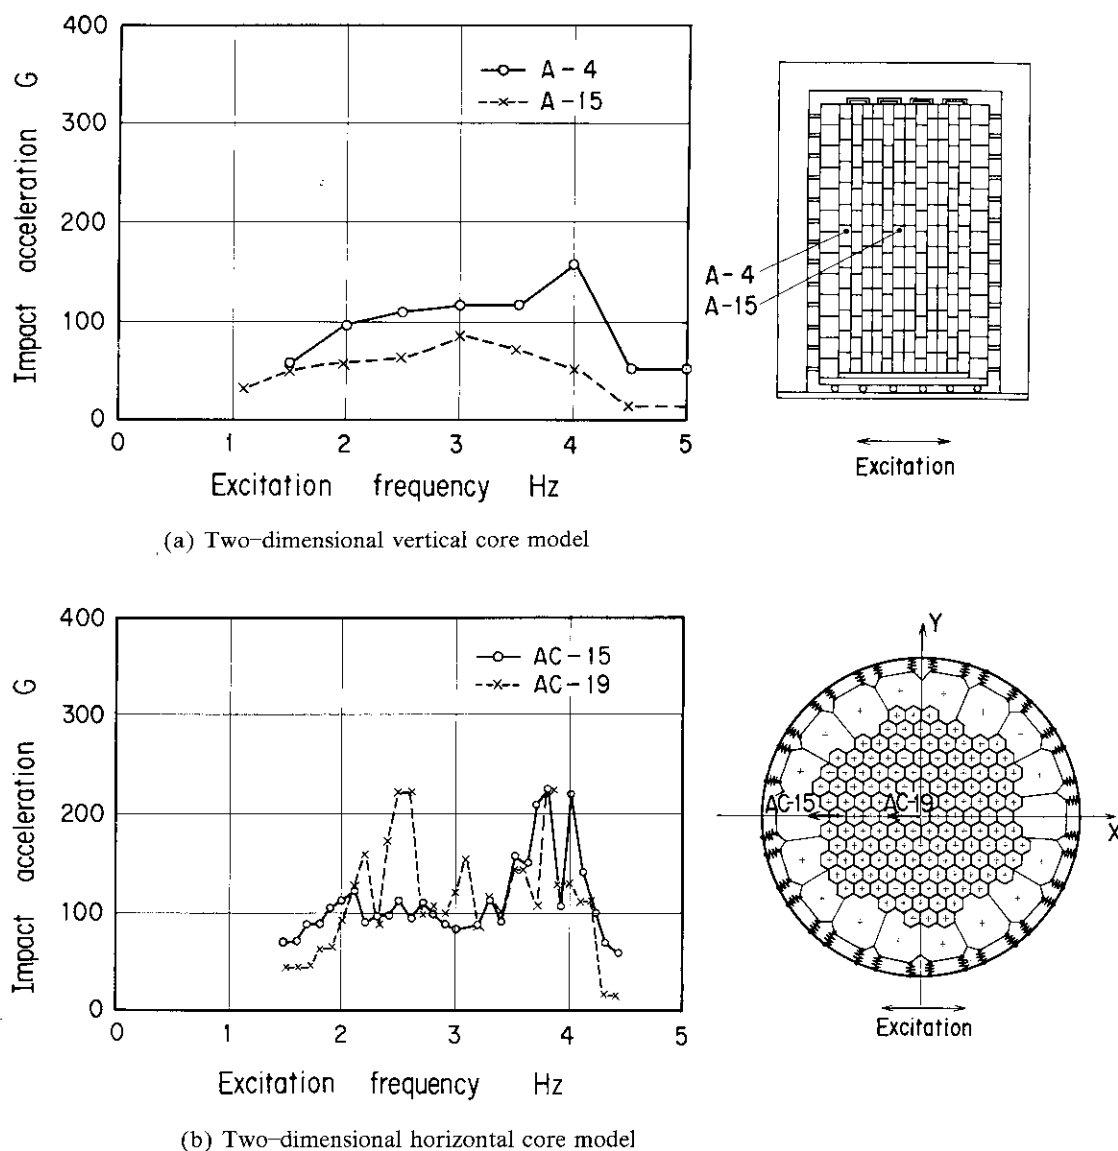 400
300
200
100
0
Impact acceleration G
A-4
A-15
0 1 2 3 4 5
Excitation frequency Hz
A-4
A-15
Excitation
(a) Two-dimensional vertical core model
400
300
200
100
0
Impact acceleration G
AC-15
AC-19
0 1 2 3 4 5
Excitation frequency Hz
Y
AC-15
AC-19
X
Excitation
(b) Two-dimensional horizontal core model